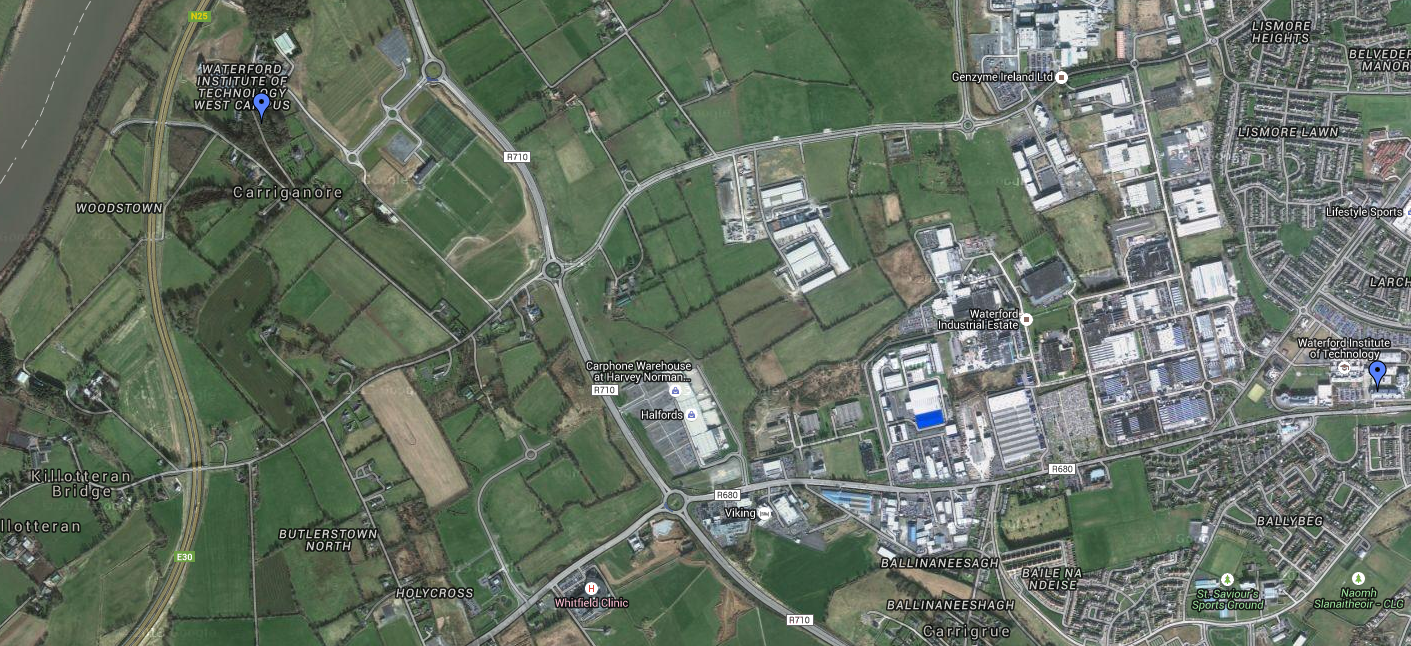 N25
LISMORE
HEIGHTS
BELVEDER
MANOR
WATERFORD
INSTITUTE OF
TECHNOLOGY
WEST CAMPUS
Genzyme Ireland Ltd
LISMORE LAWN
R710
Carriganore
WOODSTOWN
Lifestyle Sports
LARCH
Waterford
Industrial Estate
Waterford Institute
of Technology
Carphone Warehouse
at Harvey Norman...
R710
Halfords
R680
Killotteran
Bridge
R680
Viking
llotteran
BUTLERSTOWN
NORTH
BALLYBEG
E30
BALLINANEESAGH
BAILE NA
NDEISE
HOLYCROSS
Whitfield Clinic
St. Saviour's
Sports Ground
Naomh
Slanaitheoir - CLG
BALLINANEESHAGH
R710
Carrigrue